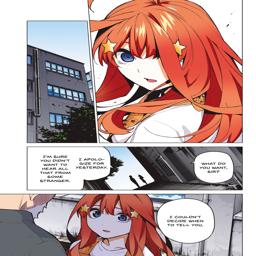 WHAT DO
YOU WANT,
SIR?
I APOLO-
GIZE FOR
YESTERDAY.
I'M SURE
YOU DIDN'T
WANT TO
HEAR ALL
THAT FROM
SOME
STRANGER.
I COULDN'T
DECIDE WHEN
TO TELL YOU.